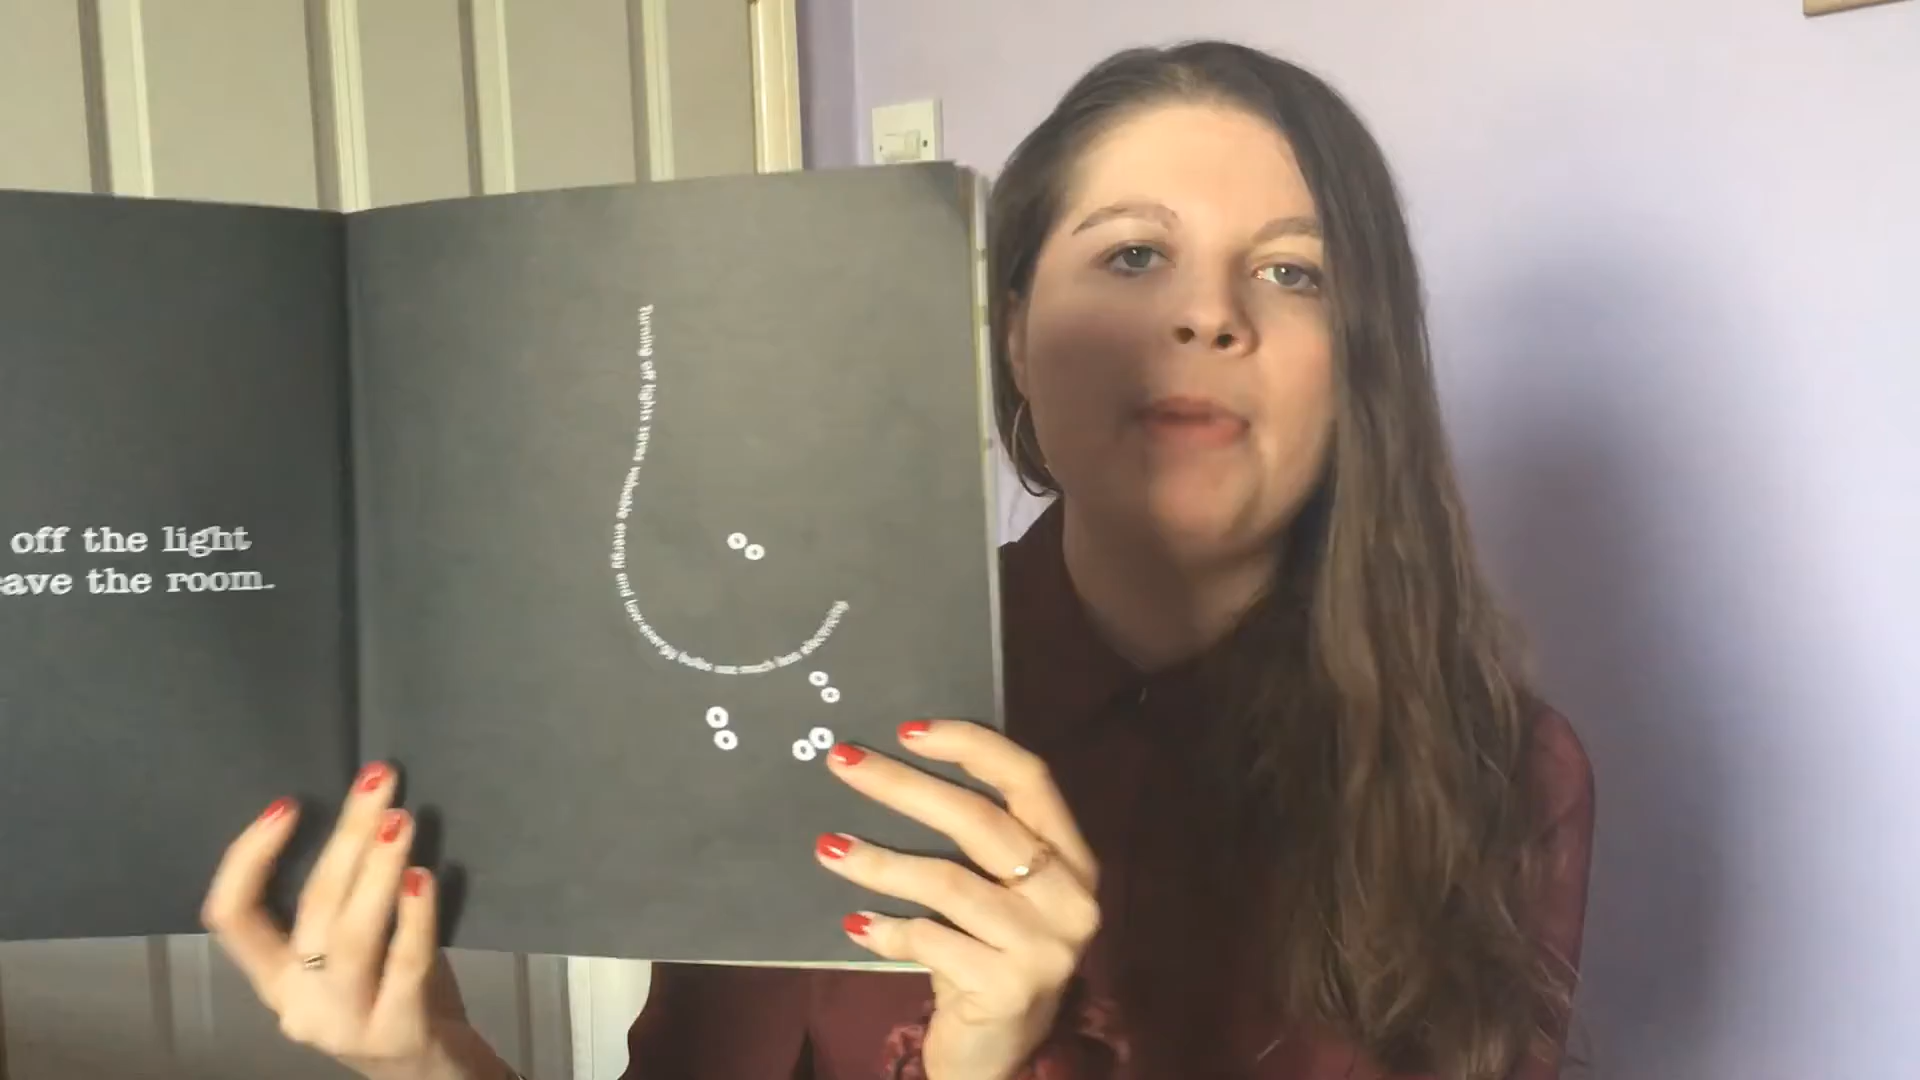 off the light
ave the room.
Turning off lights saves valuable energy and low-energy bulbs use much less electricity.